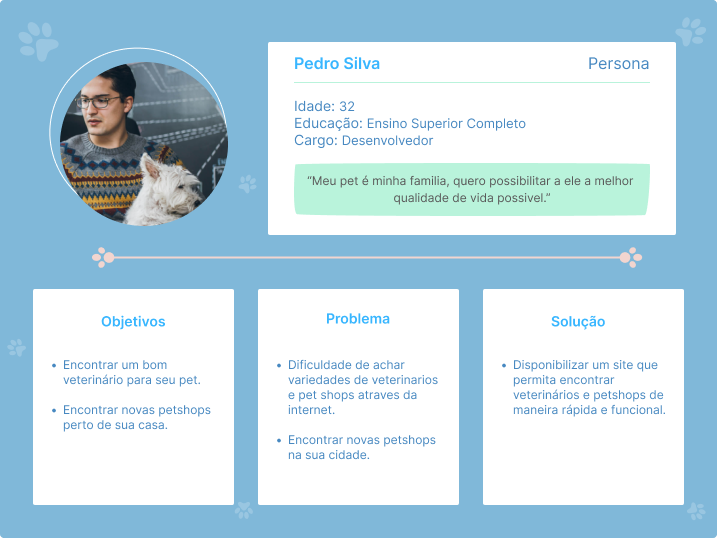 Pedro Silva
Persona
Idade: 32
Educação: Ensino Superior Completo
Cargo: Desenvolvedor
“Meu pet é minha familia, quero possibilitar a ele a melhor
qualidade de vida possivel.”
Objetivos
• Encontrar um bom
veterinário para seu pet.
• Encontrar novas petshops
perto de sua casa.
Problema
• Dificuldade de achar
variedades de veterinarios
e pet shops atraves da
internet.
• Encontrar novas petshops
na sua cidade.
Solução
• Disponibilizar um site que
permita encontrar
veterinários e petshops de
maneira rápida e funcional.